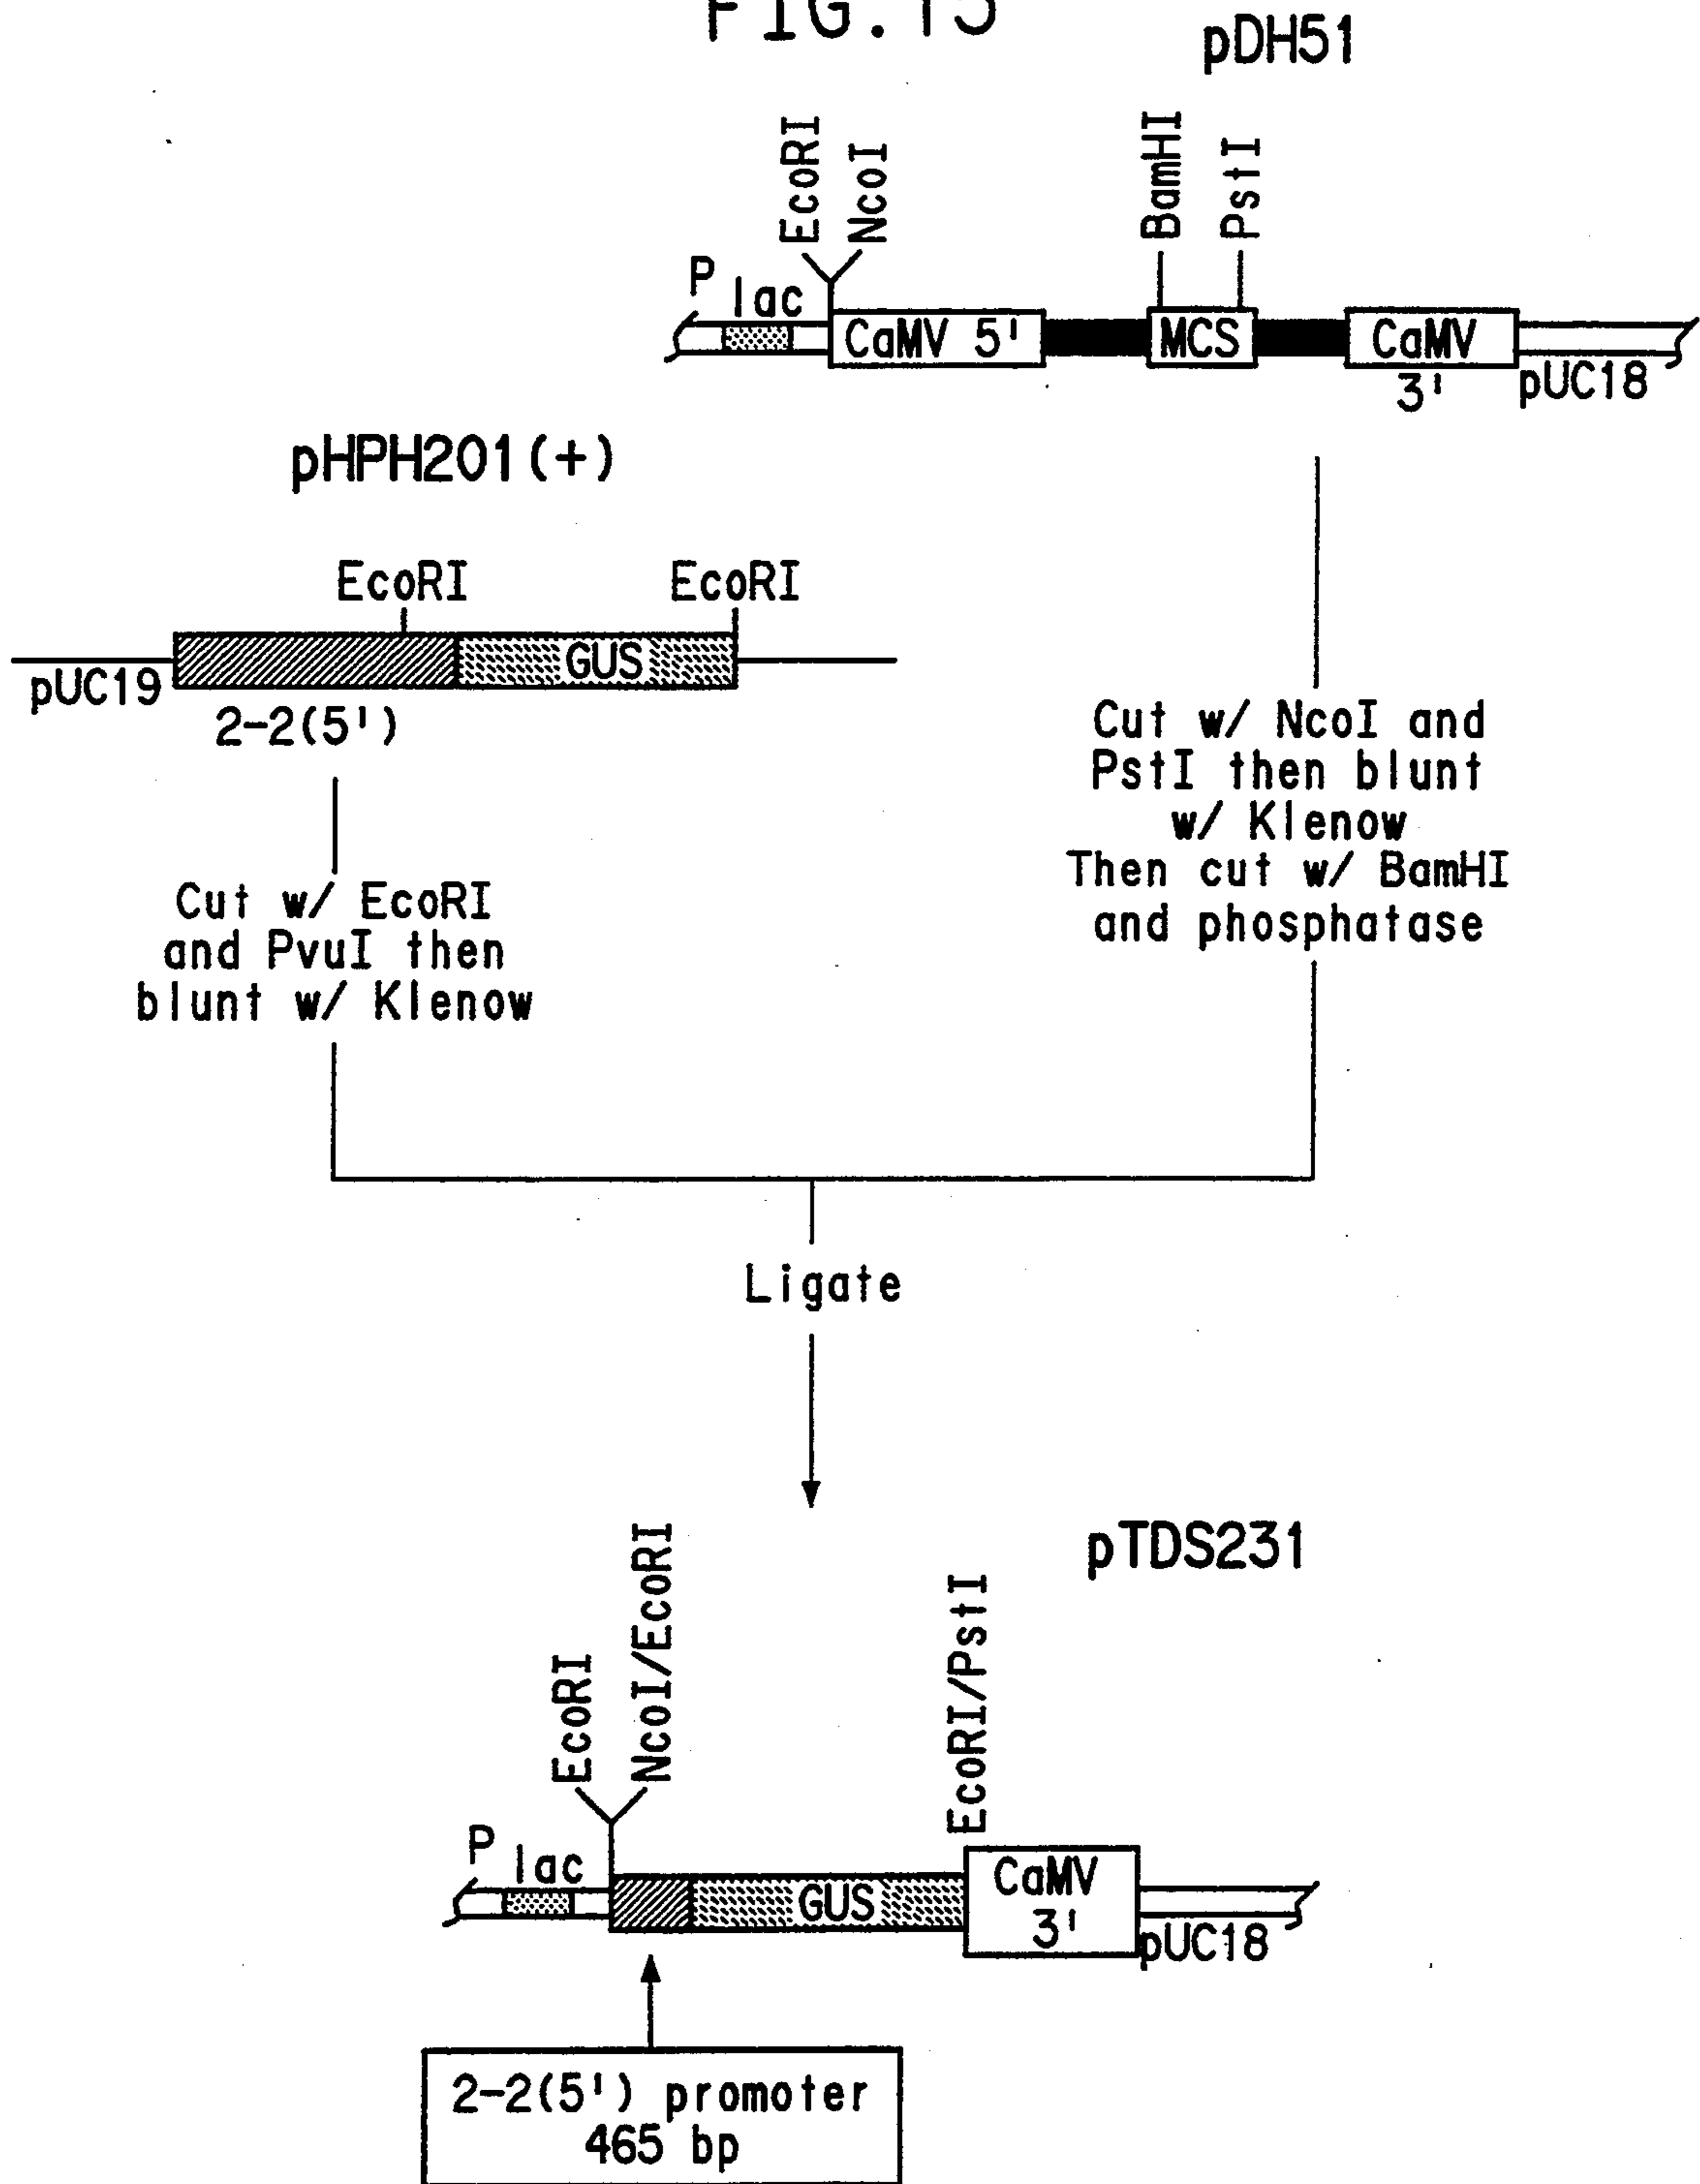 FIG.15
pDH51
EcoRI
NcoI
BamHI
PstI
P
lac
CaMV 5'
MCS
CaMV
3'
pUC18
pHPH201(+)
EcoRI
EcoRI
GUS
pUC19
2-2(5')
Cut w/ NcoI and
PstI then blunt
w/ Klenow
Then cut w/ BamHI
and phosphatase
Cut w/ EcoRI
and PvuI then
blunt w/ Klenow
Ligate
pTDS231
EcoRI
NcoI/EcoRI
EcoRI/PstI
P
lac
GUS
CaMV
3'
pUC18
2-2(5') promoter
465 bp